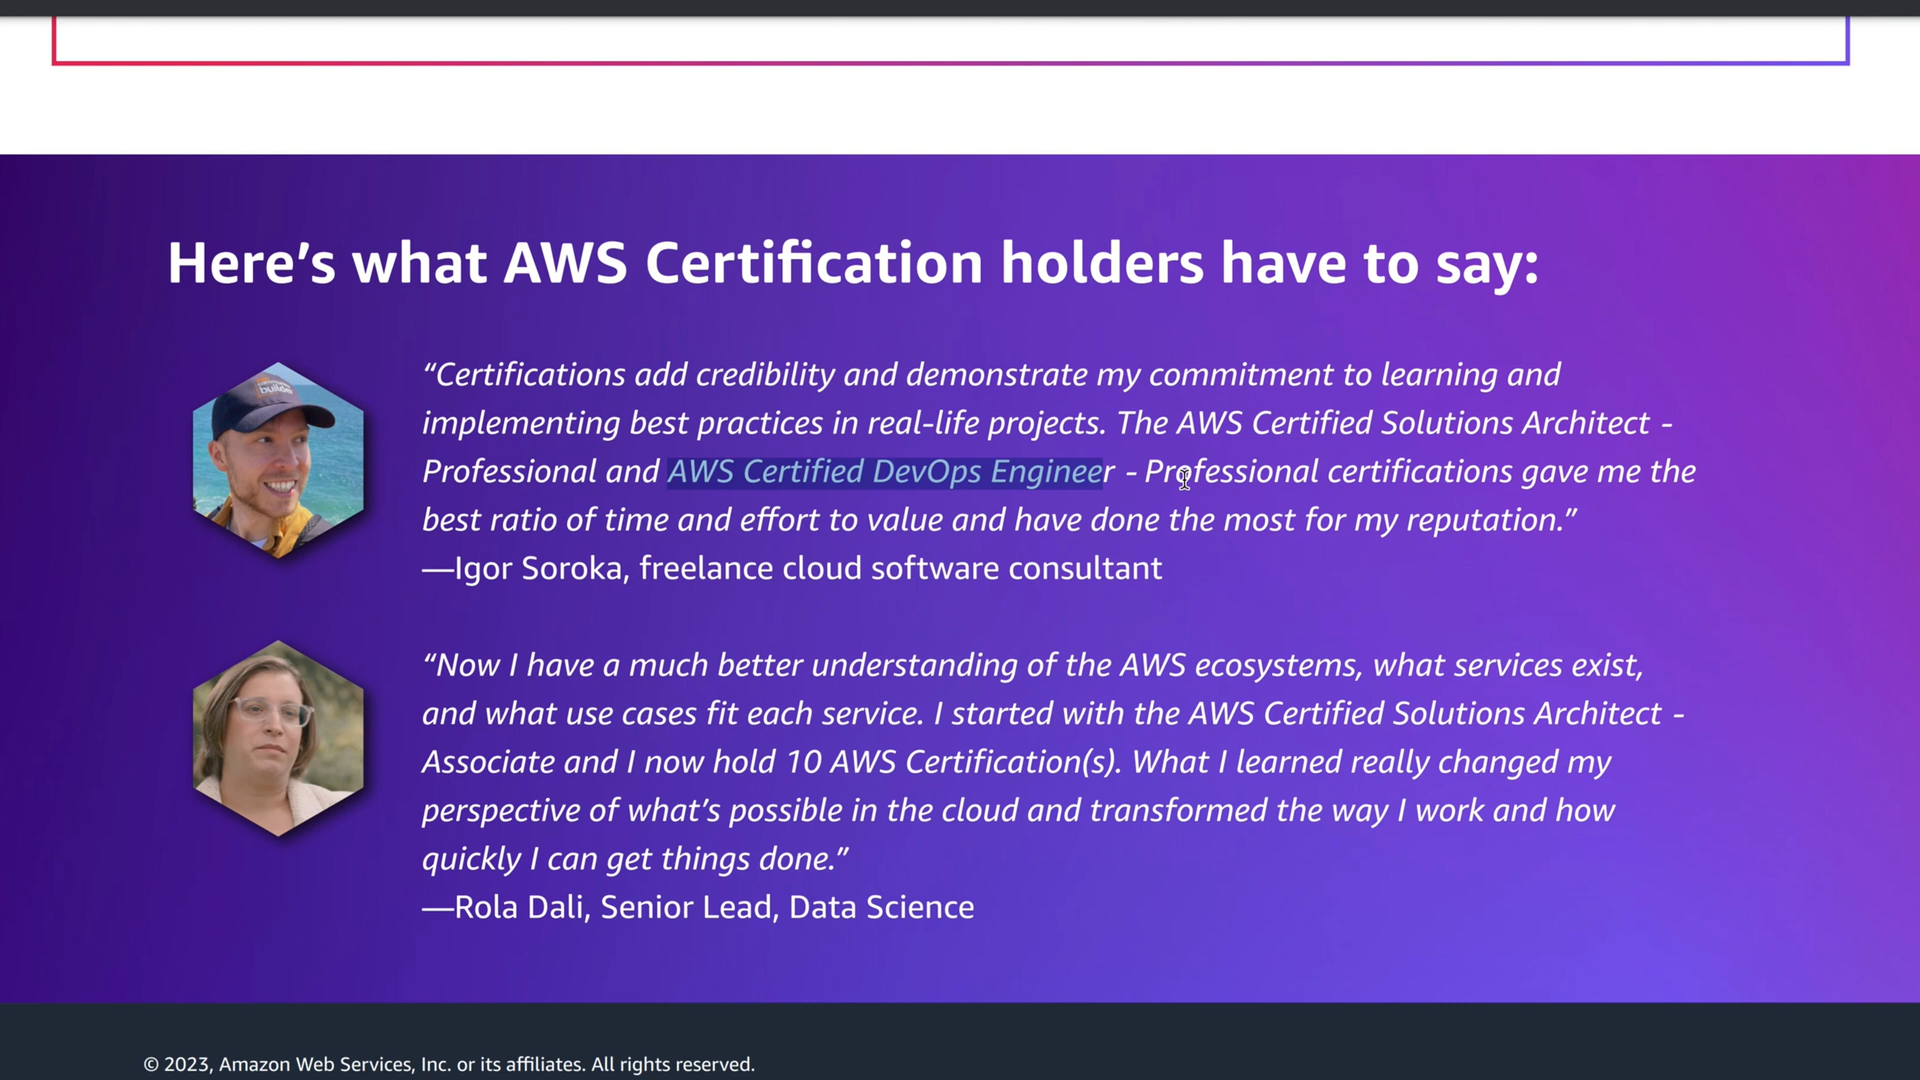 Here’s what AWS Certification holders have to say:
“Certifications add credibility and demonstrate my commitment to learning and
implementing best practices in real-life projects. The AWS Certified Solutions Architect -
Professional and AWS Certified DevOps Engineer - Professional certifications gave me the
best ratio of time and effort to value and have done the most for my reputation.”
—Igor Soroka, freelance cloud software consultant
“Now I have a much better understanding of the AWS ecosystems, what services exist,
and what use cases fit each service. I started with the AWS Certified Solutions Architect -
Associate and I now hold 10 AWS Certification(s). What I learned really changed my
perspective of what’s possible in the cloud and transformed the way I work and how
quickly I can get things done.”
—Rola Dali, Senior Lead, Data Science
© 2023, Amazon Web Services, Inc. or its affiliates. All rights reserved.